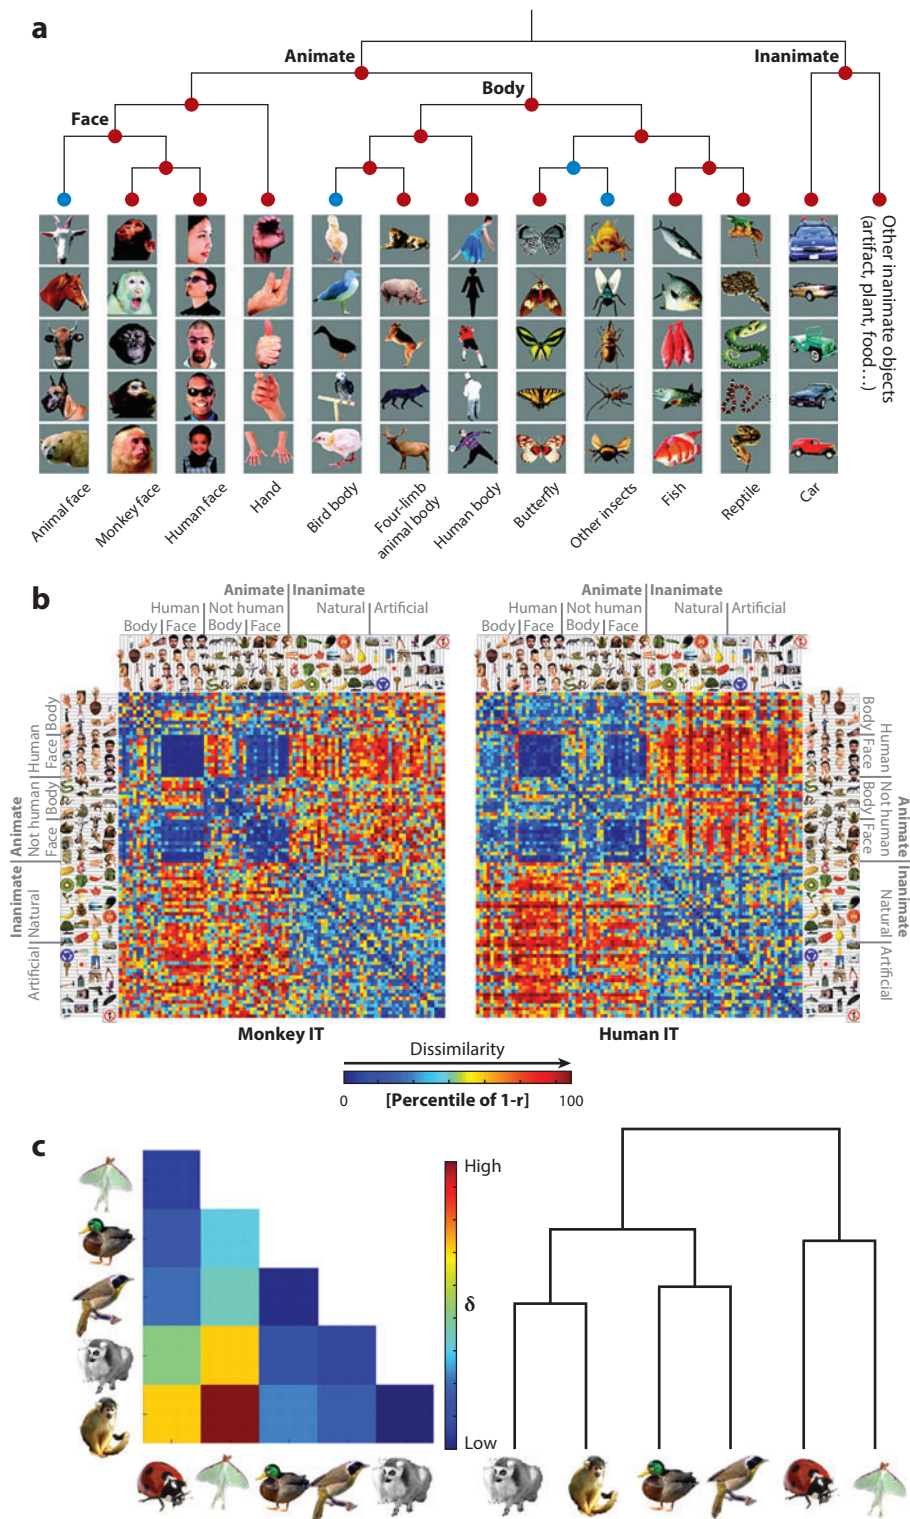 a
Animate
Inanimate
Body
Face
Other inanimate objects
(artifact, plant, food…)
Animal face
Monkey face
Human face
Hand
Bird body
Four-limb
animal body
Human body
Butterfly
Other insects
Fish
Reptile
Car
b
Animate Inanimate
Human Not human Natural Artificial
Body Face Body Face
Animate Inanimate
Human Not human Natural Artificial
Body Face Body Face
Inanimate Animate
Artificial Natural Not human Human
Face Body Face Body
Animate Inanimate
Human Not human Natural Artificial
Body Face Body Face
Monkey IT
Human IT
Dissimilarity
0 [Percentile of 1-r] 100
c
High
δ
Low